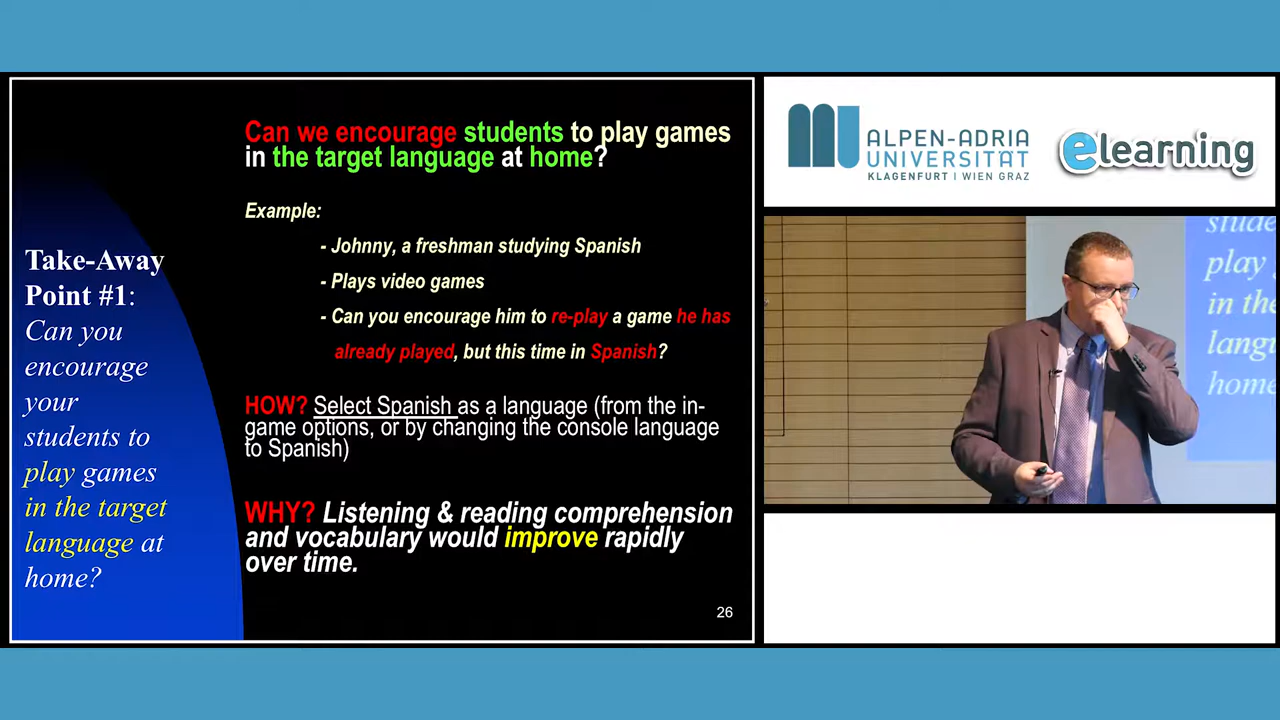 Take-Away
Point #1:
Can you
encourage
your
students to
play games
in the target
language at
home?
Can we encourage students to play games
in the target language at home?
Example:
- Johnny, a freshman studying Spanish
- Plays video games
- Can you encourage him to re-play a game he has
already played, but this time in Spanish?
HOW? Select Spanish as a language (from the in-
game options, or by changing the console language
to Spanish)
WHY? Listening & reading comprehension
and vocabulary would improve rapidly
over time.
26
ALPEN-ADRIA
UNIVERSITÄT
KLAGENFURT | WIEN GRAZ
elearning
play
in the
home